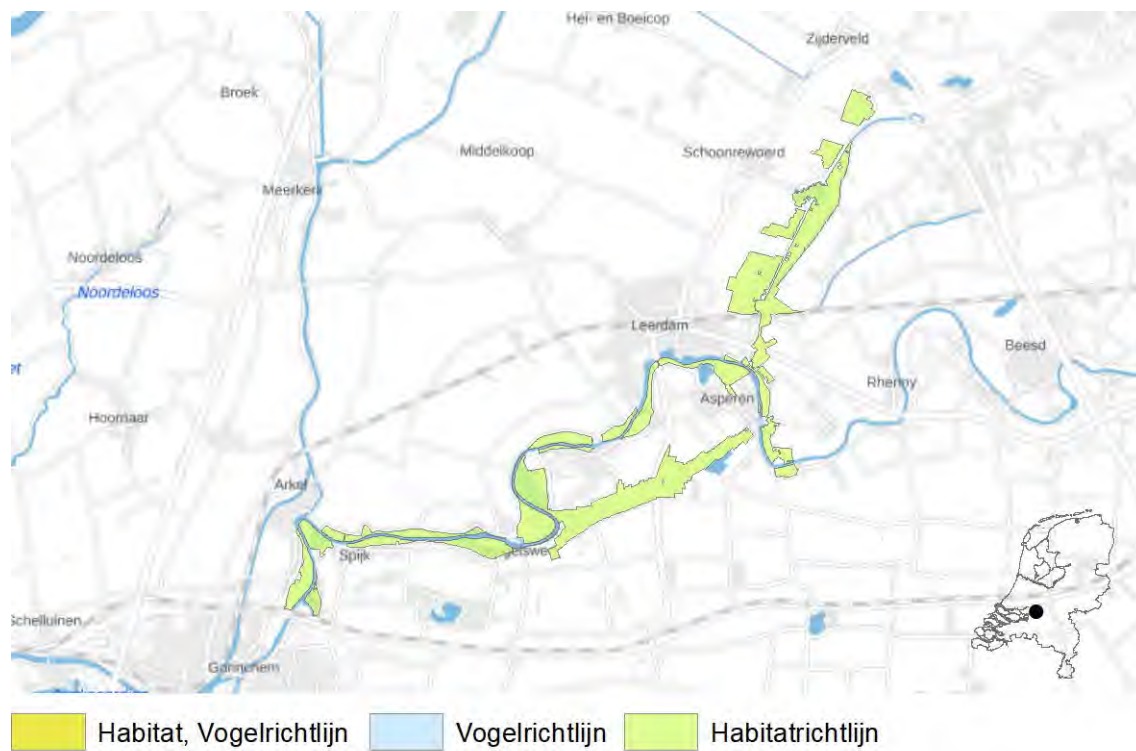 Hei- en Boeicop
Zijderveld
Broek
Middelkoop
Schoonrewoerd
Meerkerk
Noordeloos
Noordeloos
Leerdam
Beesd
Rhenoy
Asperen
Hoornaar
Arkel
Spijk
Schelluinen
Gorinchem
Habitat, Vogelrichtlijn
Vogelrichtlijn
Habitatrichtlijn